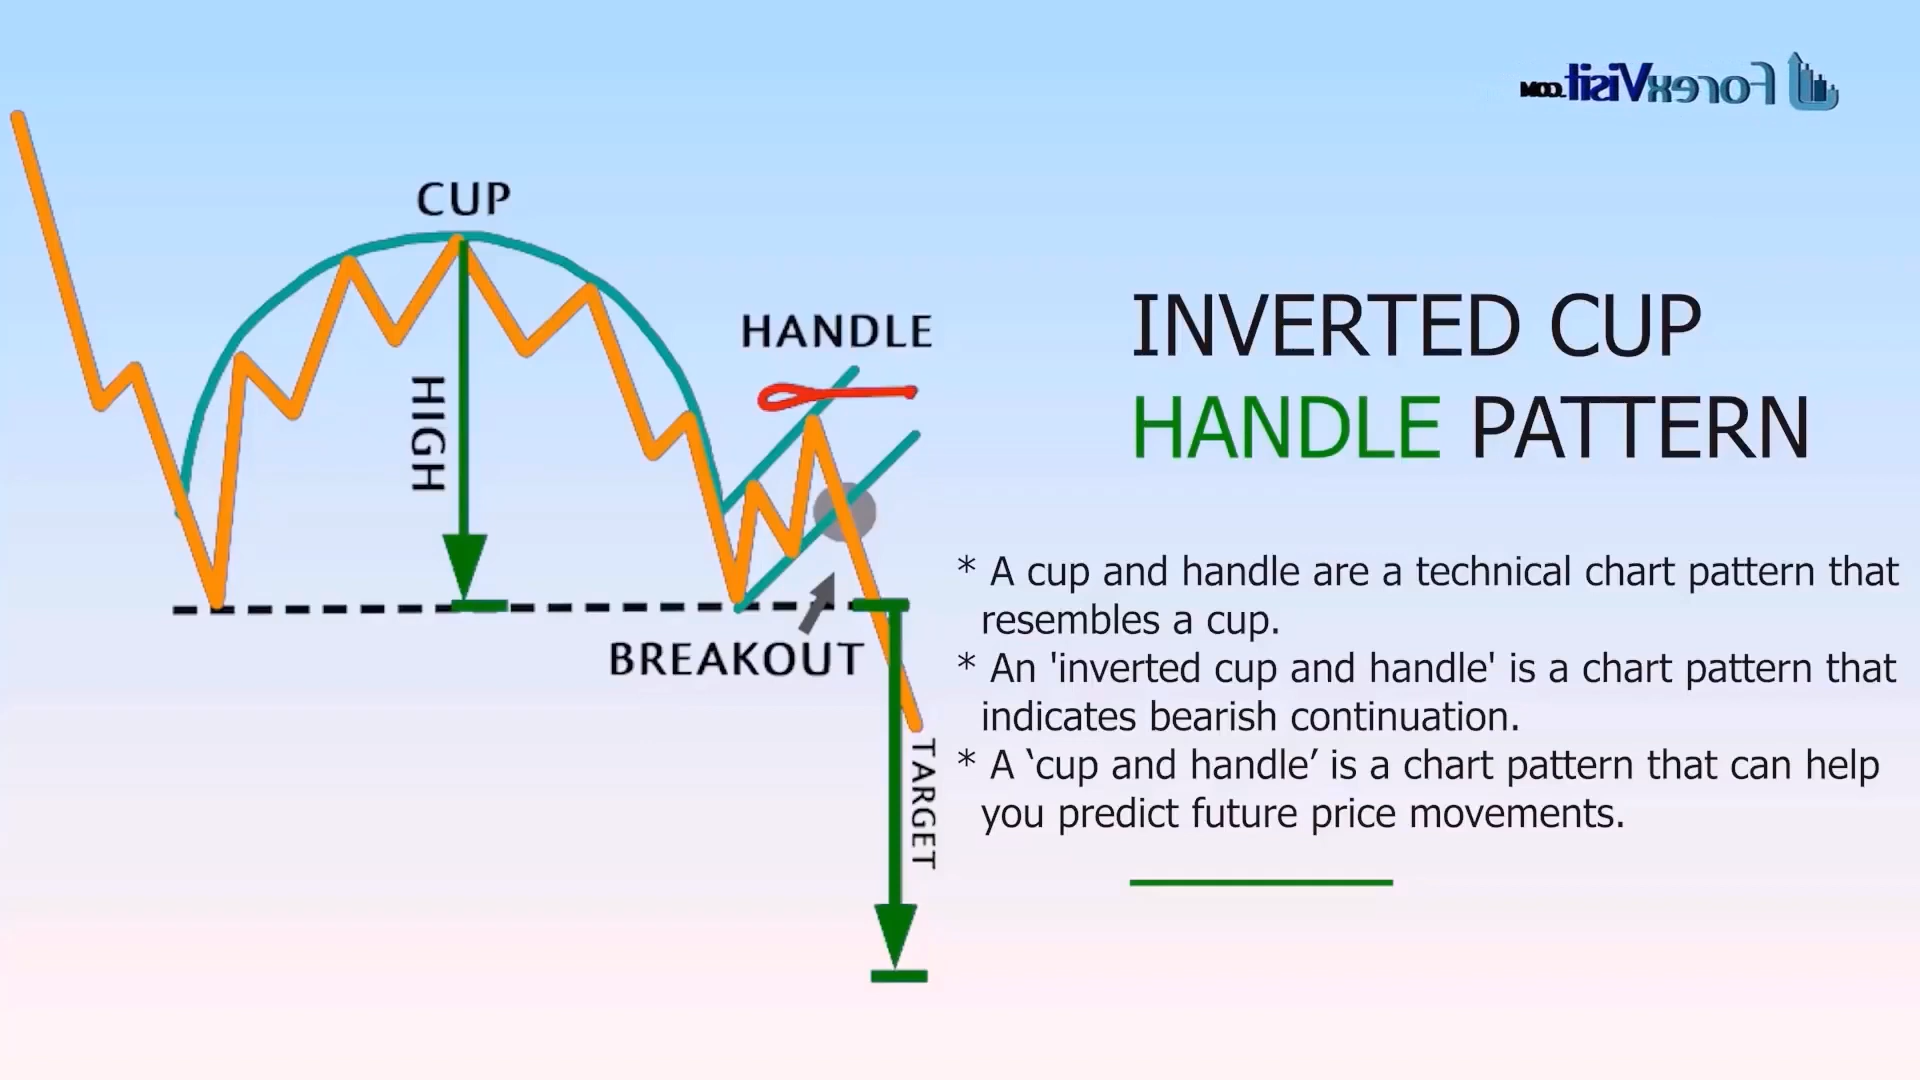 ForexVisit.COM
CUP
HANDLE
HIGH
BREAKOUT
TARGET
INVERTED CUP
HANDLE PATTERN
* A cup and handle are a technical chart pattern that
resembles a cup.
* An 'inverted cup and handle' is a chart pattern that
indicates bearish continuation.
* A ‘cup and handle’ is a chart pattern that can help
you predict future price movements.